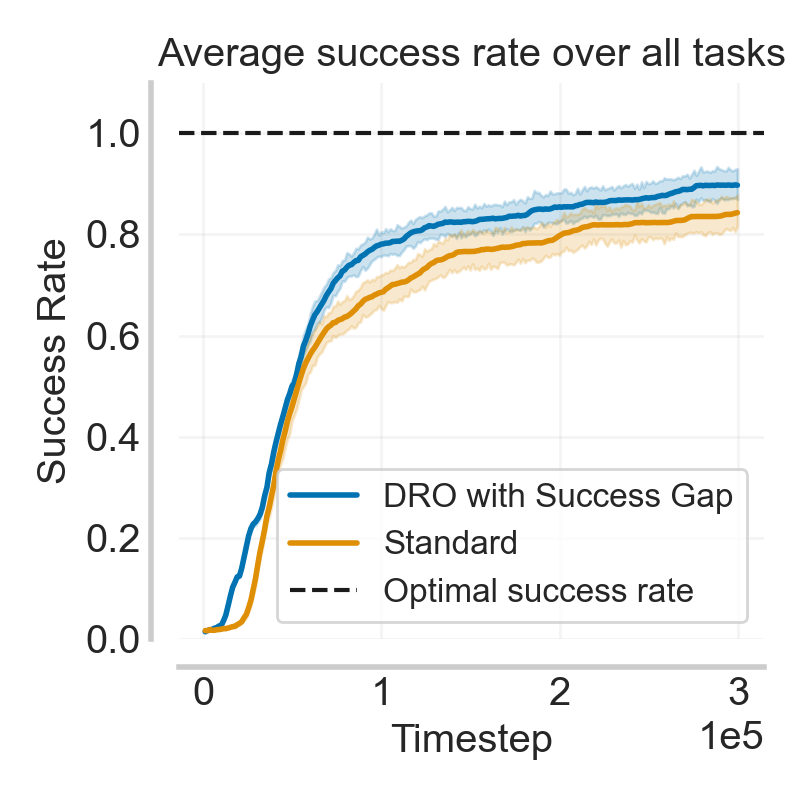 Average success rate over all tasks
1.0
0.8
0.6
0.4
0.2
0.0
Success Rate
DRO with Success Gap
Standard
Optimal success rate
0 1 2 3
Timestep
1e5